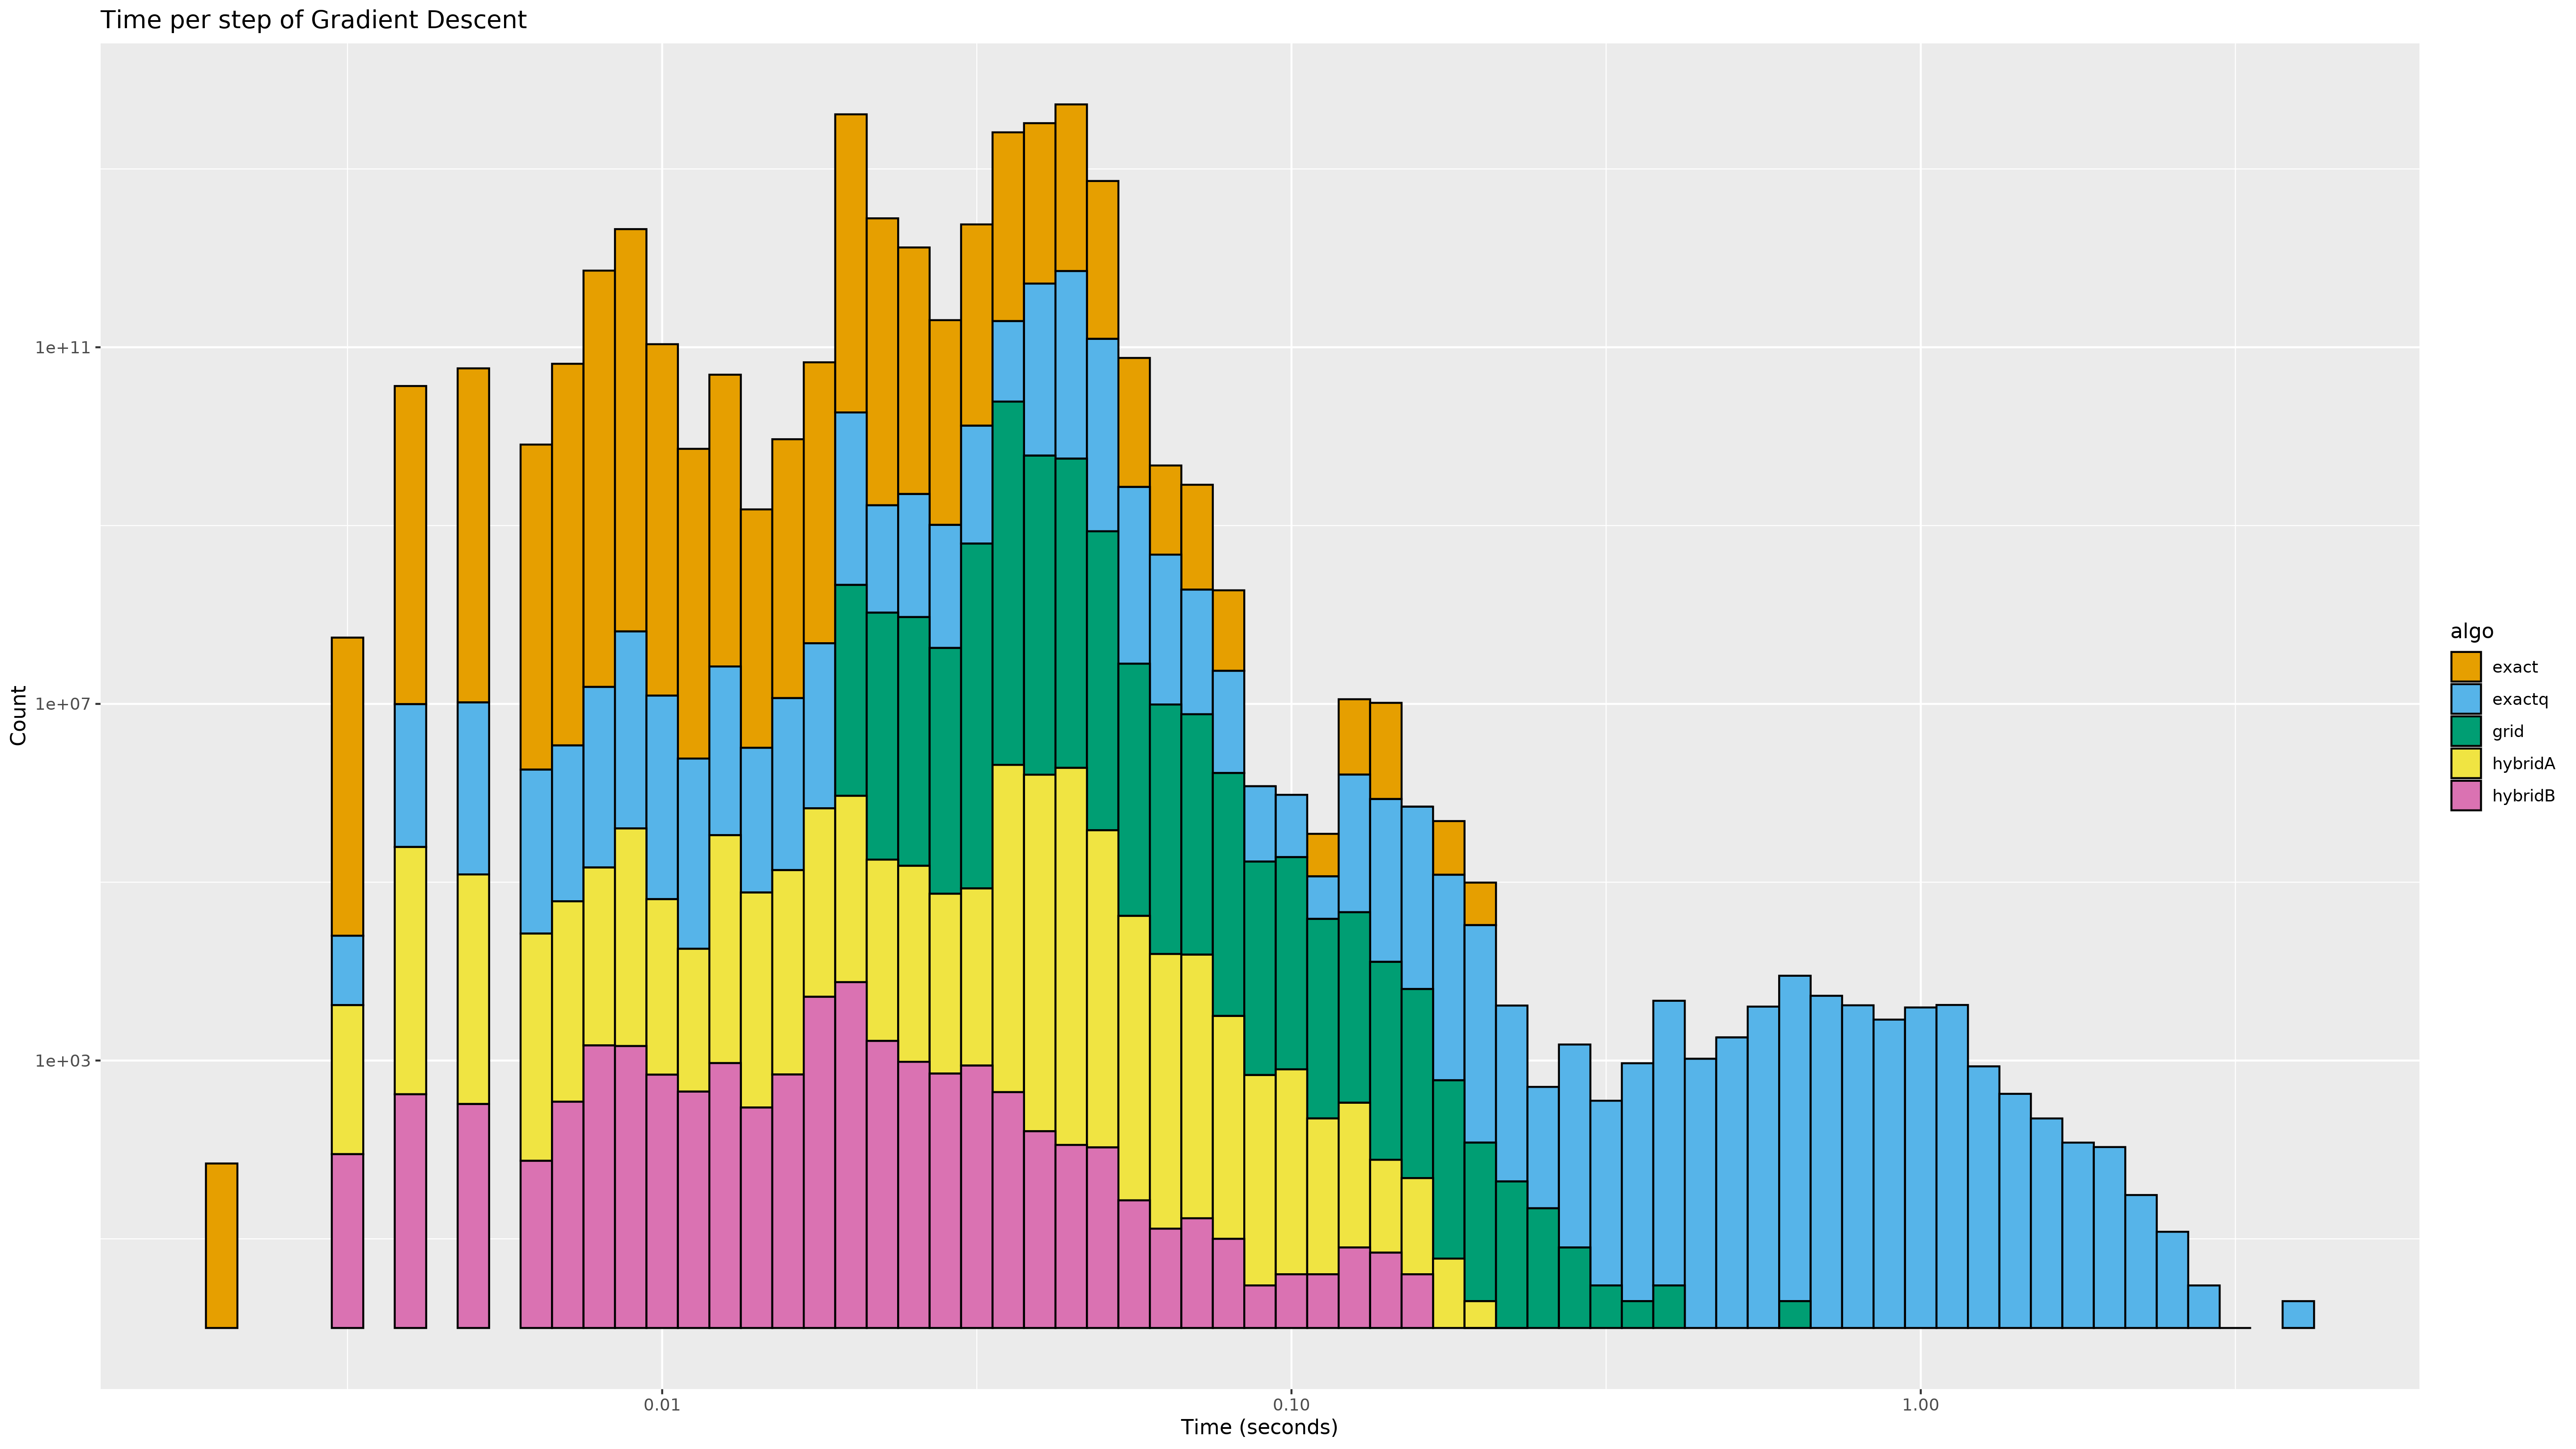 Time per step of Gradient Descent
Count
1e+11
1e+07
1e+03
0.01
0.10
1.00
Time (seconds)
algo
exact
exactq
grid
hybridA
hybridB